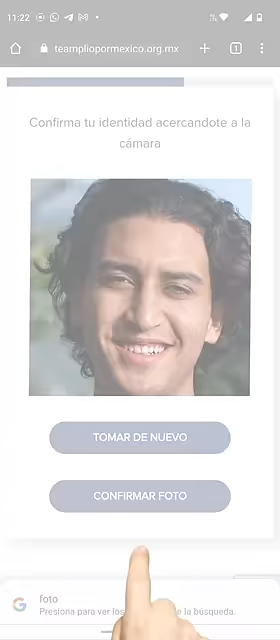 11:22
teampliopormexico.org.mx
1
Confirma tu identidad acercandote a la
cámara
TOMAR DE NUEVO
CONFIRMAR FOTO
G foto
Presiona para ver los e la búsqueda.